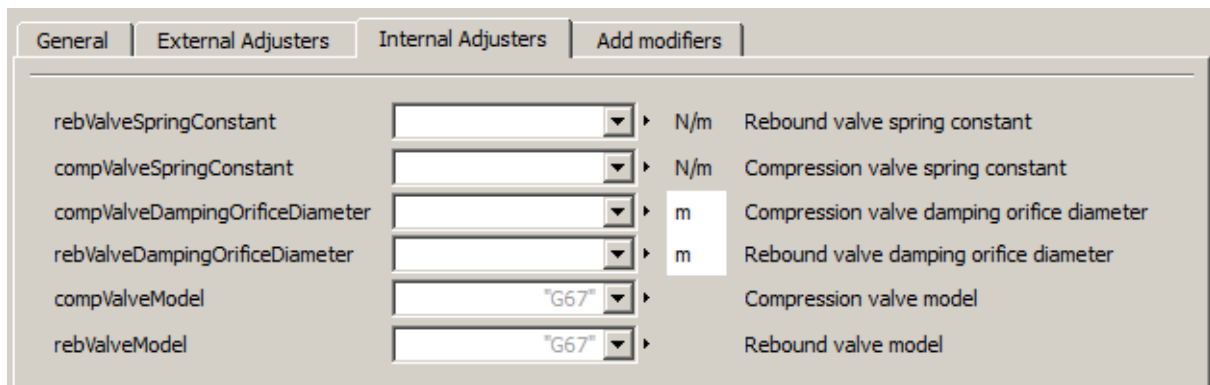 General External Adjusters Internal Adjusters Add modifiers
rebValveSpringConstant N/m Rebound valve spring constant
compValveSpringConstant N/m Compression valve spring constant
compValveDampingOrificeDiameter m Compression valve damping orifice diameter
rebValveDampingOrificeDiameter m Rebound valve damping orifice diameter
compValveModel "G67" Compression valve model
rebValveModel "G67" Rebound valve model